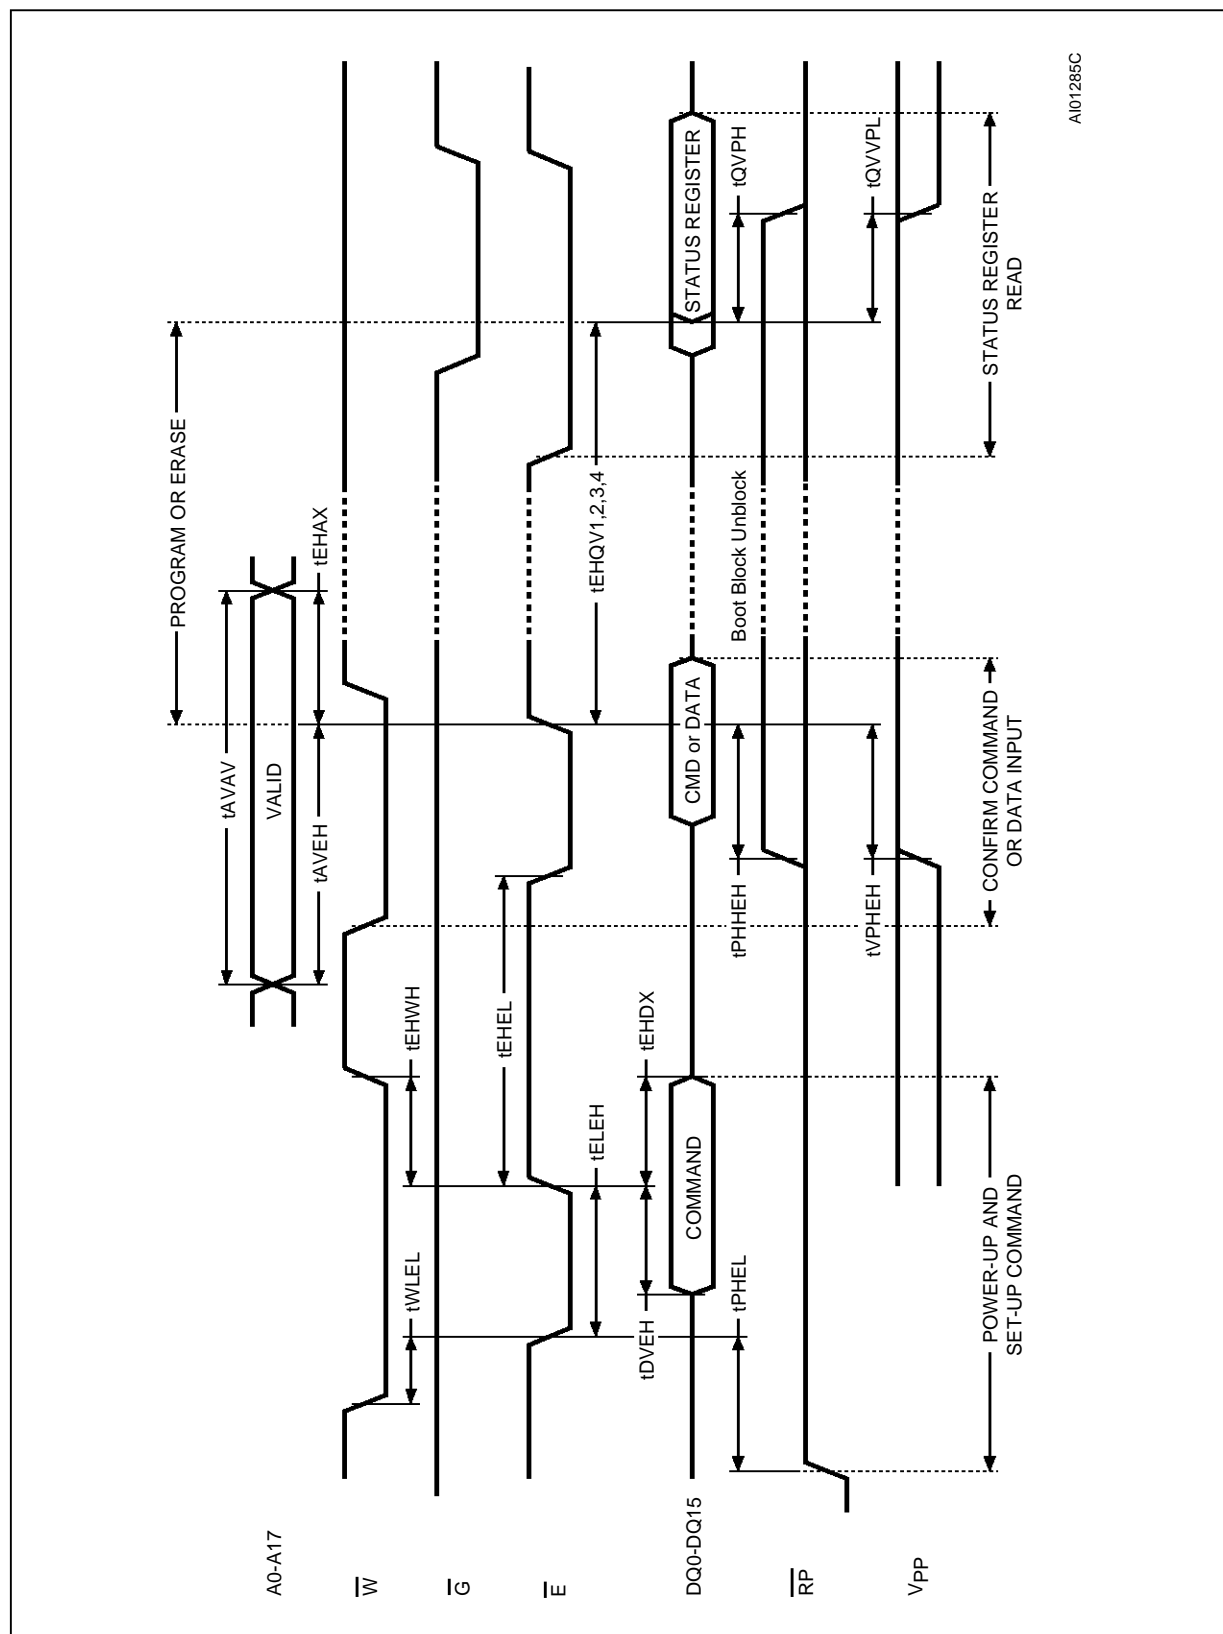 PROGRAM OR ERASE
tAVAV
A0-A17
VALID
tAVEH
tEHAX
W
tWLEL
tEHWH
G
tEHEL
E
tELEH
tEHQV1,2,3,4
tDVEH
tEHDX
DQ0-DQ15
COMMAND
CMD or DATA
STATUS REGISTER
tPHEL
tPHHEH
Boot Block Unblock
tQVPH
RP
tVPHEH
tQVVPL
VPP
POWER-UP AND
SET-UP COMMAND
CONFIRM COMMAND
OR DATA INPUT
STATUS REGISTER
READ
AI01285C